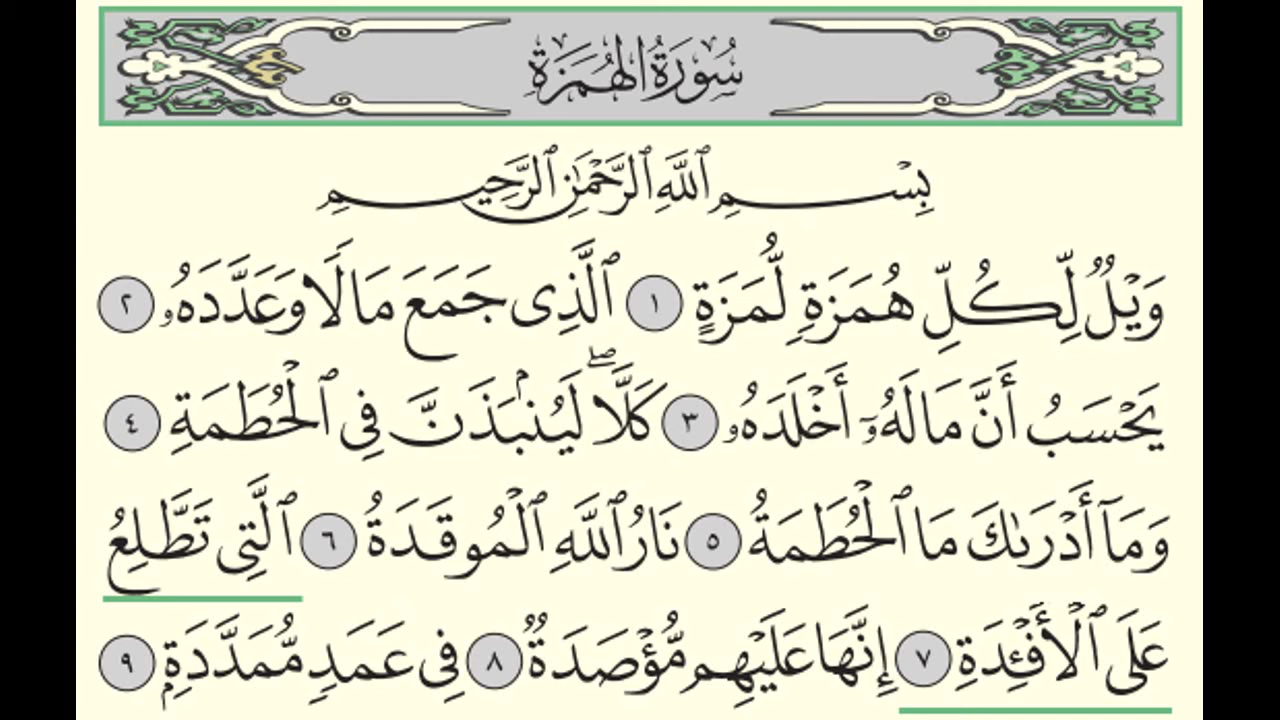 سُورَةُ الهُمَزَةِ
بِسْمِ ٱللَّهِ ٱلرَّحْمَٰنِ ٱلرَّحِيمِ
وَيْلٌ لِّكُلِّ هُمَزَةٍ لُّمَزَةٍ ١ ٱلَّذِى جَمَعَ مَالًا وَعَدَّدَهُۥ ٢
يَحْسَبُ أَنَّ مَالَهُۥٓ أَخْلَدَهُۥ ٣ كَلَّاۖ لَيُنۢبَذَنَّ فِى ٱلْحُطَمَةِ ٤
وَمَآ أَدْرَىٰكَ مَا ٱلْحُطَمَةُ ٥ نَارُ ٱللَّهِ ٱلْمُوقَدَةُ ٦ ٱلَّتِى تَطَّلِعُ
عَلَى ٱلْأَفْـِٔدَةِ ٧ إِنَّهَا عَلَيْهِم مُّؤْصَدَةٌ ٨ فِى عَمَدٍ مُّمَدَّدَةٍۭ ٩